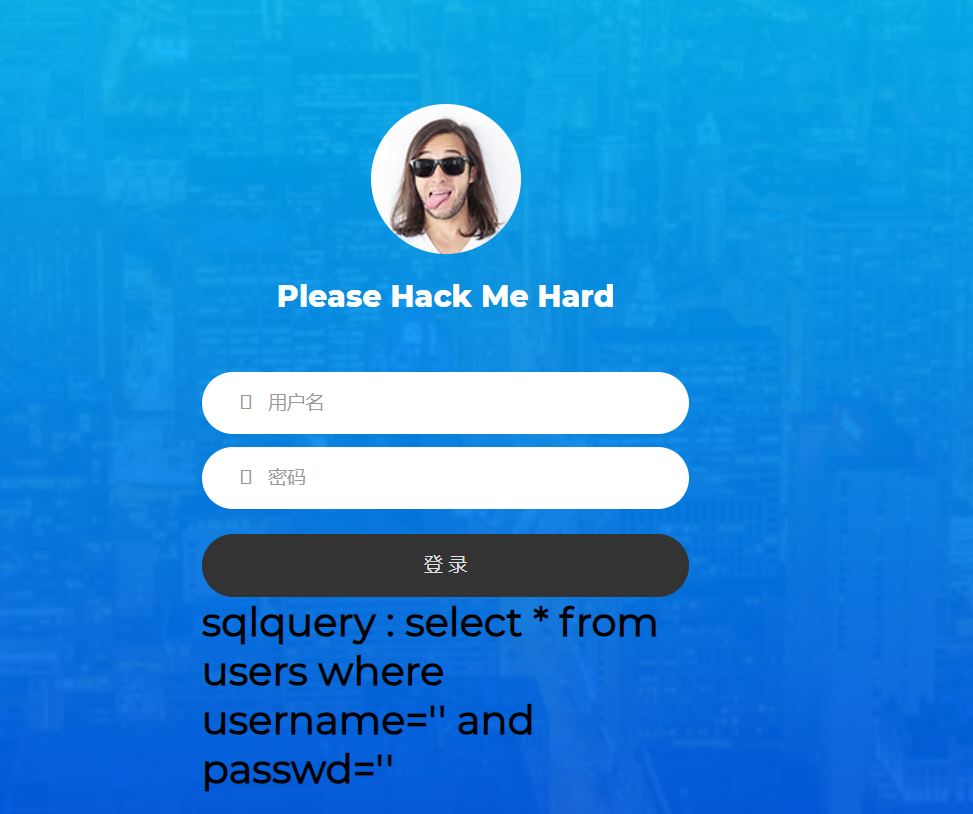 Please Hack Me Hard
用户名
密码
登录
sqlquery : select * from
users where
username='' and
passwd=''